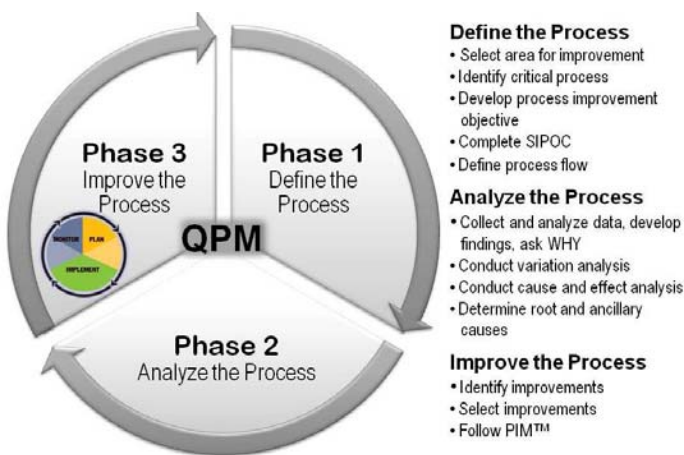 Phase 3
Improve the
Process
MONITOR
PLAN
IMPLEMENT
Phase 1
Define the
Process
QPM
Phase 2
Analyze the Process
Define the Process
• Select area for improvement
• Identify critical process
• Develop process improvement
objective
• Complete SIPOC
• Define process flow
Analyze the Process
• Collect and analyze data, develop
findings, ask WHY
• Conduct variation analysis
• Conduct cause and effect analysis
• Determine root and ancillary
causes
Improve the Process
• Identify improvements
• Select improvements
• Follow PIM™